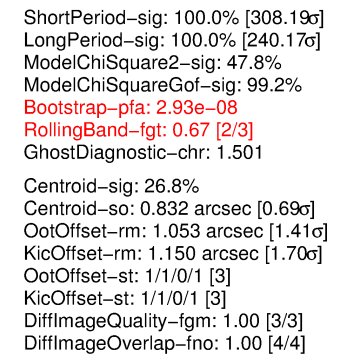 ShortPeriod−sig: 100.0% [308.19σ]
LongPeriod−sig: 100.0% [240.17σ]
ModelChiSquare2−sig: 47.8%
ModelChiSquareGof−sig: 99.2%
Bootstrap−pfa: 2.93e−08
RollingBand−fgt: 0.67 [2/3]
GhostDiagnostic−chr: 1.501
Centroid−sig: 26.8%
Centroid−so: 0.832 arcsec [0.69σ]
OotOffset−rm: 1.053 arcsec [1.41σ]
KicOffset−rm: 1.150 arcsec [1.70σ]
OotOffset−st: 1/1/0/1 [3]
KicOffset−st: 1/1/0/1 [3]
DiffImageQuality−fgm: 1.00 [3/3]
DiffImageOverlap−fno: 1.00 [4/4]